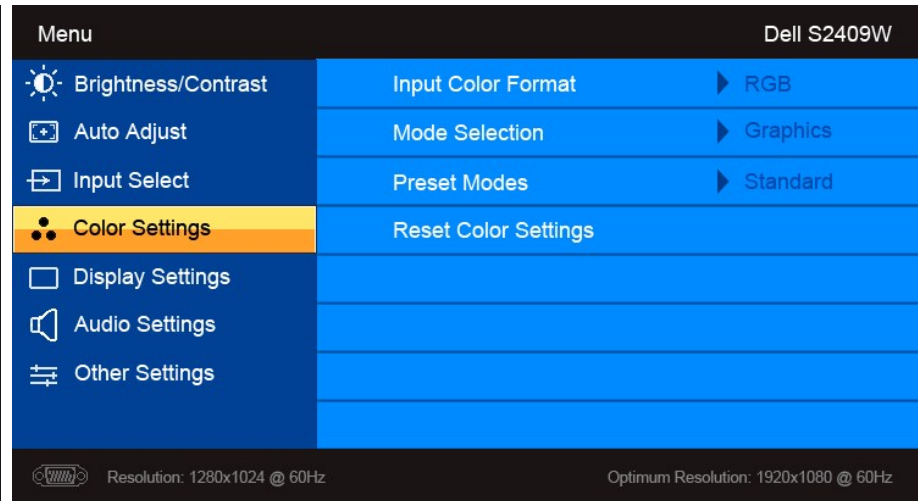 Menu Dell S2409W
Brightness/Contrast Input Color Format RGB
Auto Adjust Mode Selection Graphics
Input Select Preset Modes Standard
Color Settings Reset Color Settings
Display Settings
Audio Settings
Other Settings
Resolution: 1280x1024 @ 60Hz Optimum Resolution: 1920x1080 @ 60Hz